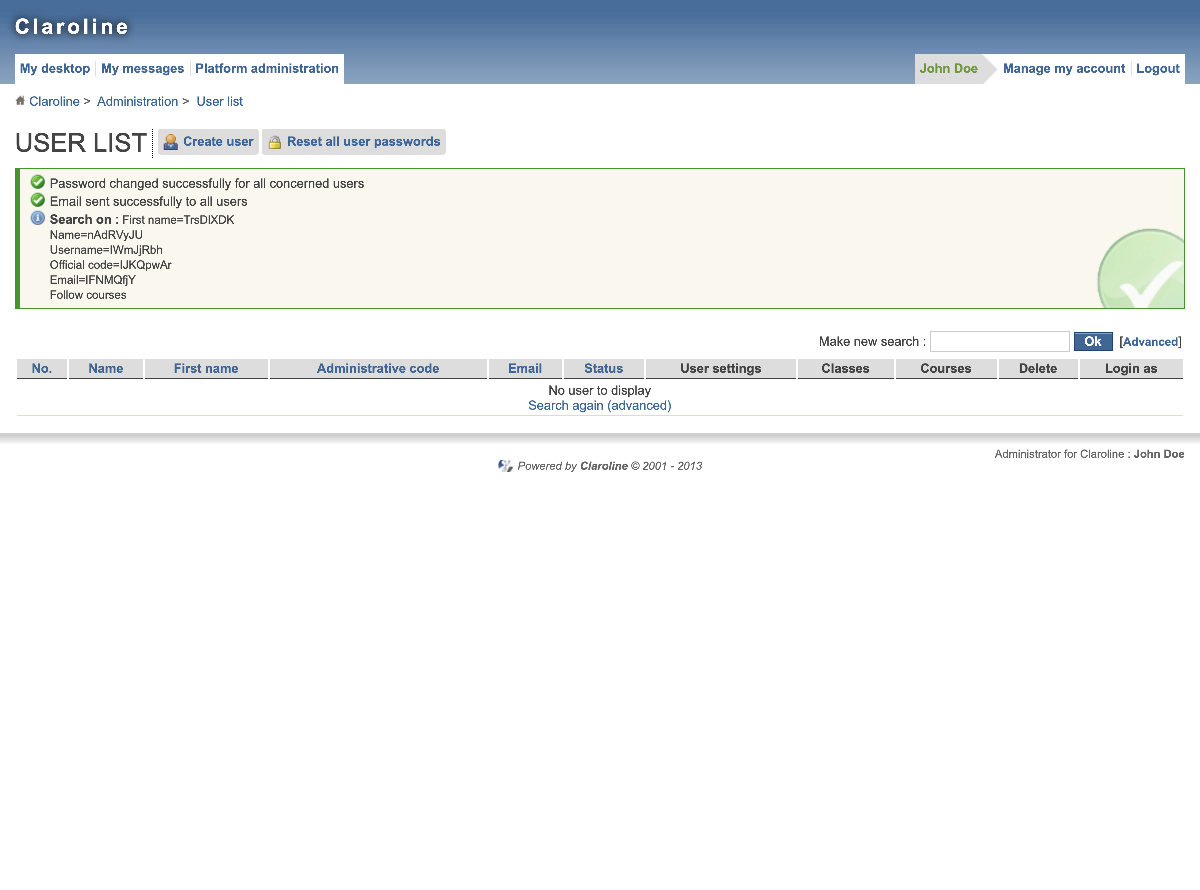 Claroline
My desktop My messages Platform administration John Doe Manage my account Logout
Claroline > Administration > User list
USER LIST Create user Reset all user passwords
Password changed successfully for all concerned users
Email sent successfully to all users
Search on : First name=TrsDlXDK
Name=nAdRVyJU
Username=IWmJjRbh
Official code=IJKQpwAr
Email=IFNMQfjY
Follow courses
Make new search : Ok [Advanced]
No. Name First name Administrative code Email Status User settings Classes Courses Delete Login as
No user to display
Search again (advanced)
Administrator for Claroline : John Doe
Powered by Claroline © 2001 - 2013